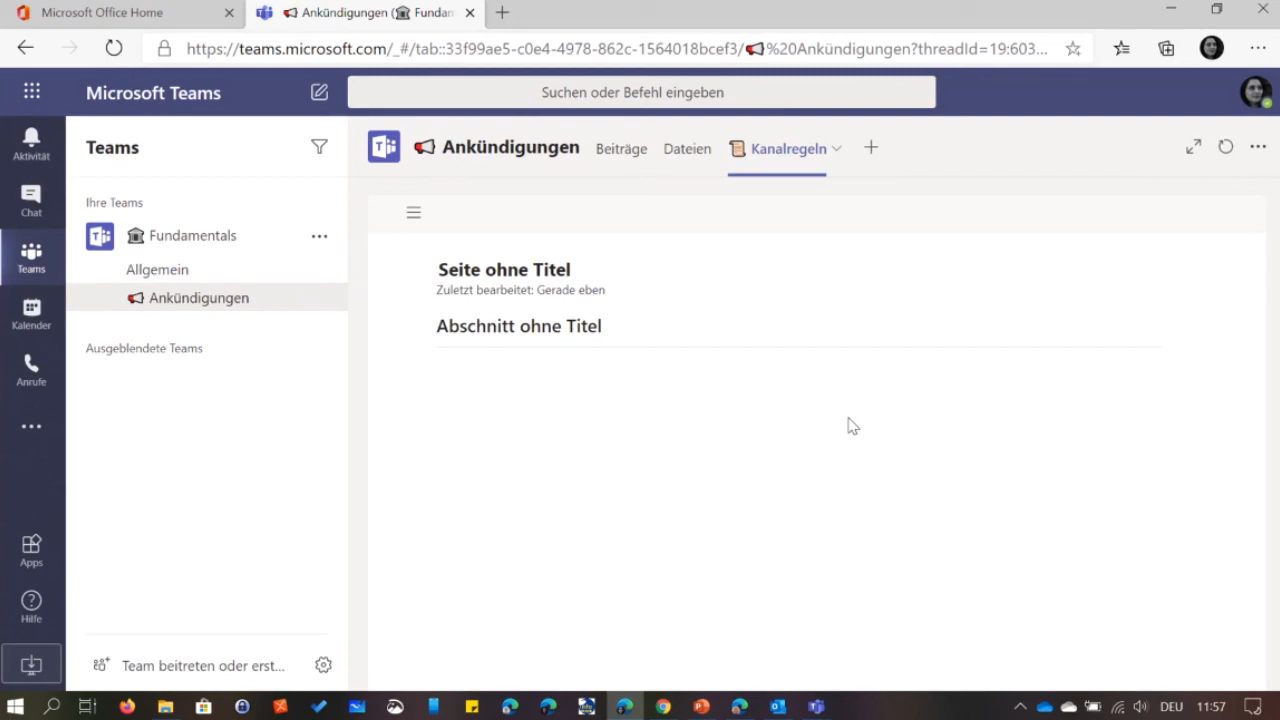 Microsoft Office Home
Ankündigungen (🏛 Fundan
https://teams.microsoft.com/_#/tab::33f99ae5-c0e4-4978-862c-1564018bcef3/📢%20Ankündigungen?threadId=19:603...
Microsoft Teams
Suchen oder Befehl eingeben
Aktivität
Chat
Teams
Kalender
Anrufe
Apps
Hilfe
Teams
Ihre Teams
Fundamentals
Allgemein
Ankündigungen
Ausgeblendete Teams
Team beitreten oder erst...
Ankündigungen Beiträge Dateien Kanalregeln
Seite ohne Titel
Zuletzt bearbeitet: Gerade eben
Abschnitt ohne Titel
DEU 11:57